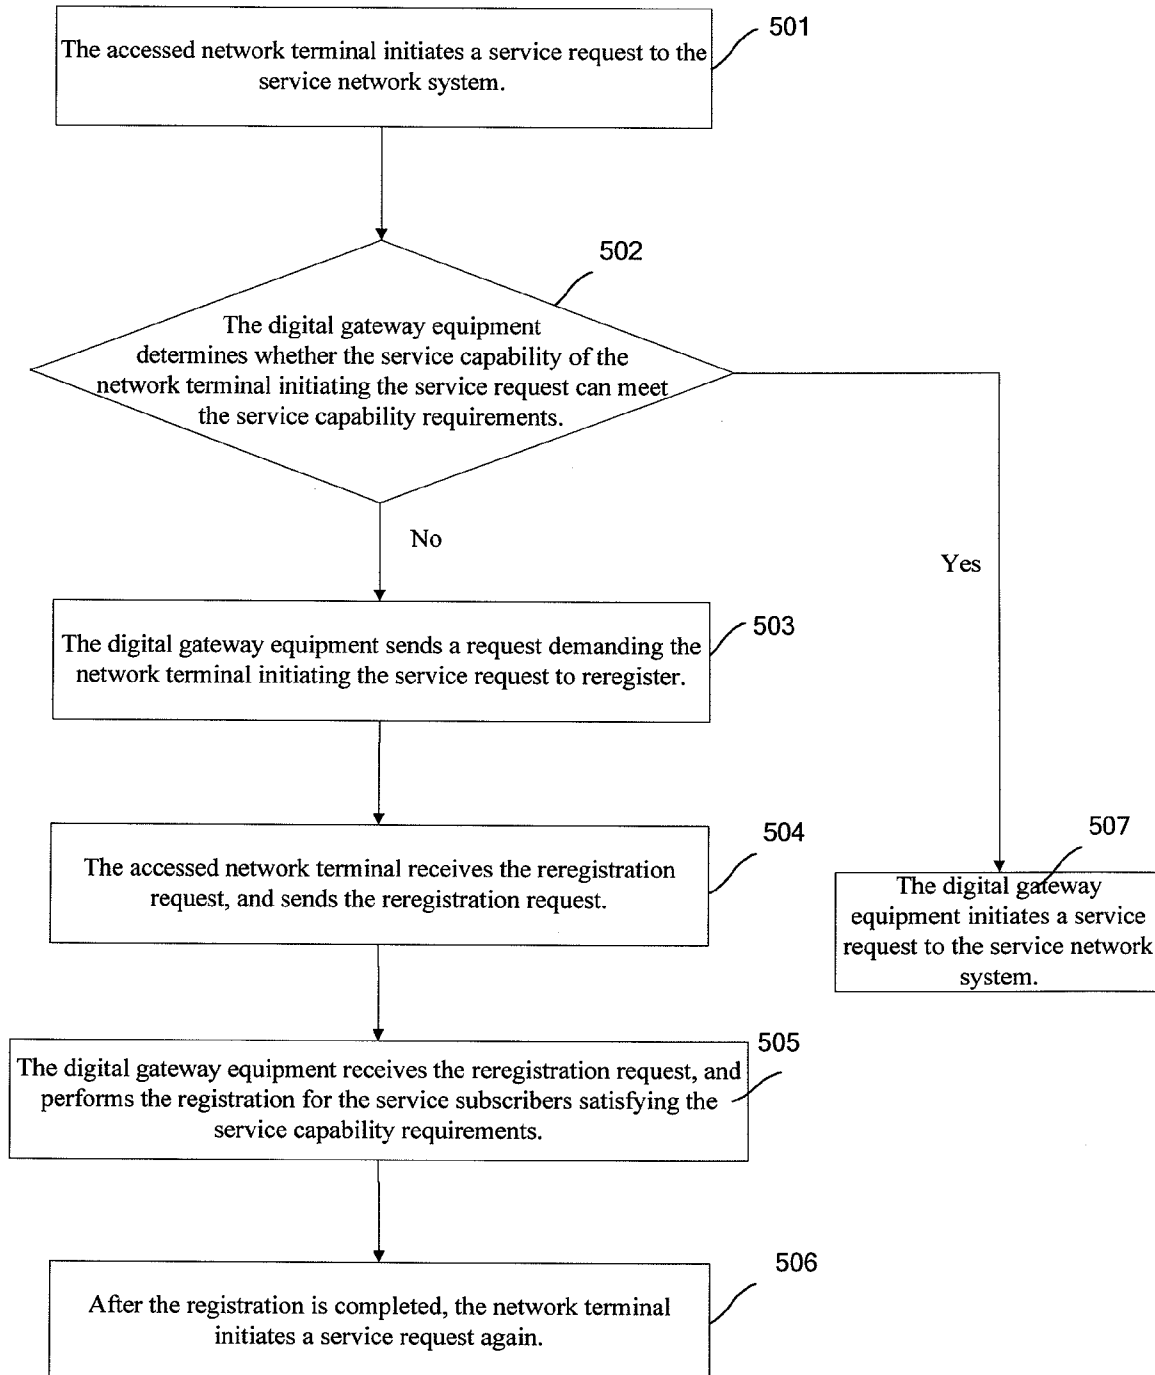 501
The accessed network terminal initiates a service request to the
service network system.
502
The digital gateway equipment
determines whether the service capability of the
network terminal initiating the service request can meet
the service capability requirements.
No
Yes
503
The digital gateway equipment sends a request demanding the
network terminal initiating the service request to reregister.
504
The accessed network terminal receives the reregistration
request, and sends the reregistration request.
507
The digital gateway
equipment initiates a service
request to the service network
system.
505
The digital gateway equipment receives the reregistration request, and
performs the registration for the service subscribers satisfying the
service capability requirements.
506
After the registration is completed, the network terminal
initiates a service request again.